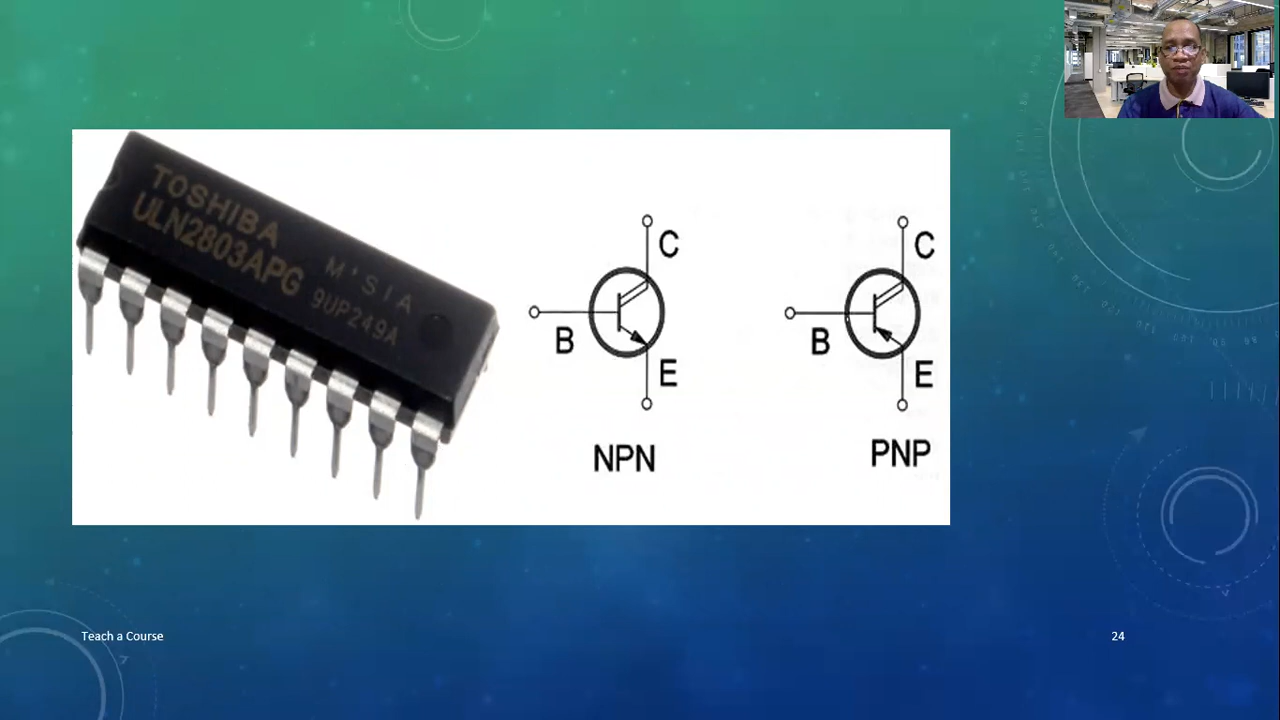 TOSHIBA
ULN2803APG
M'SIA
9UP249A
C
B
E
NPN
C
B
E
PNP
Teach a Course
24